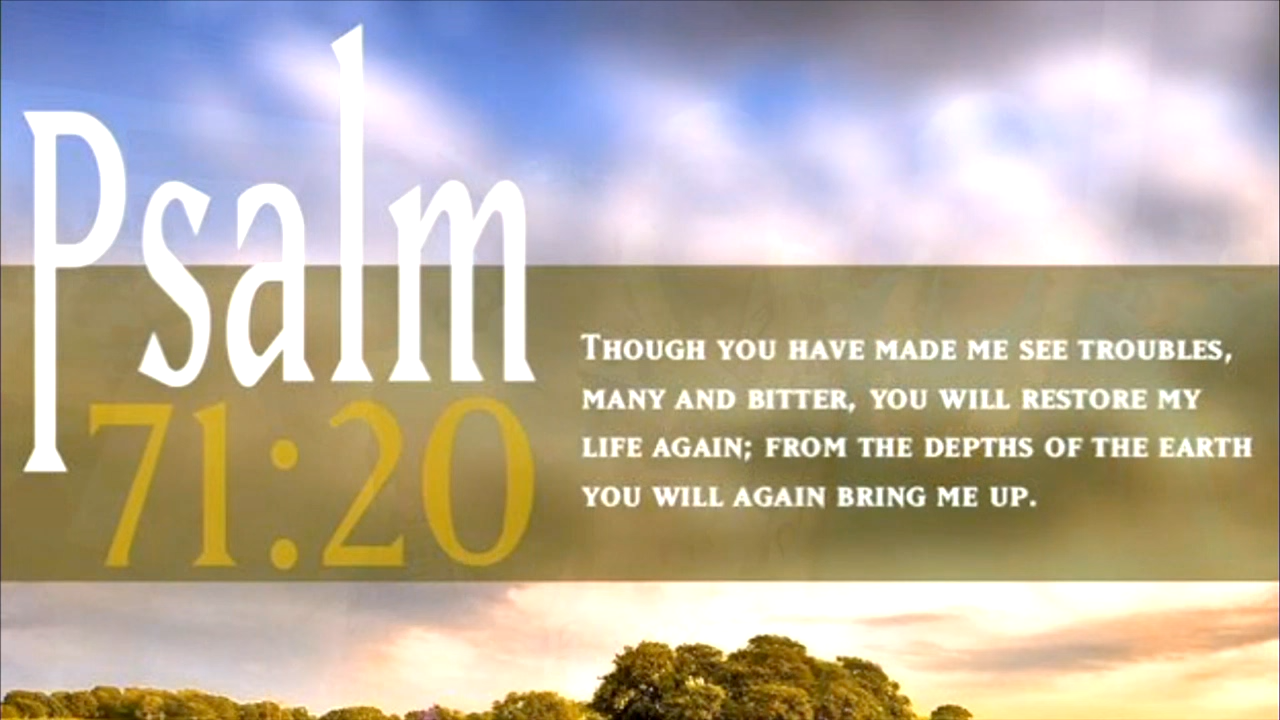 Psalm
71:20
Though you have made me see troubles,
many and bitter, you will restore my
life again; from the depths of the earth
you will again bring me up.